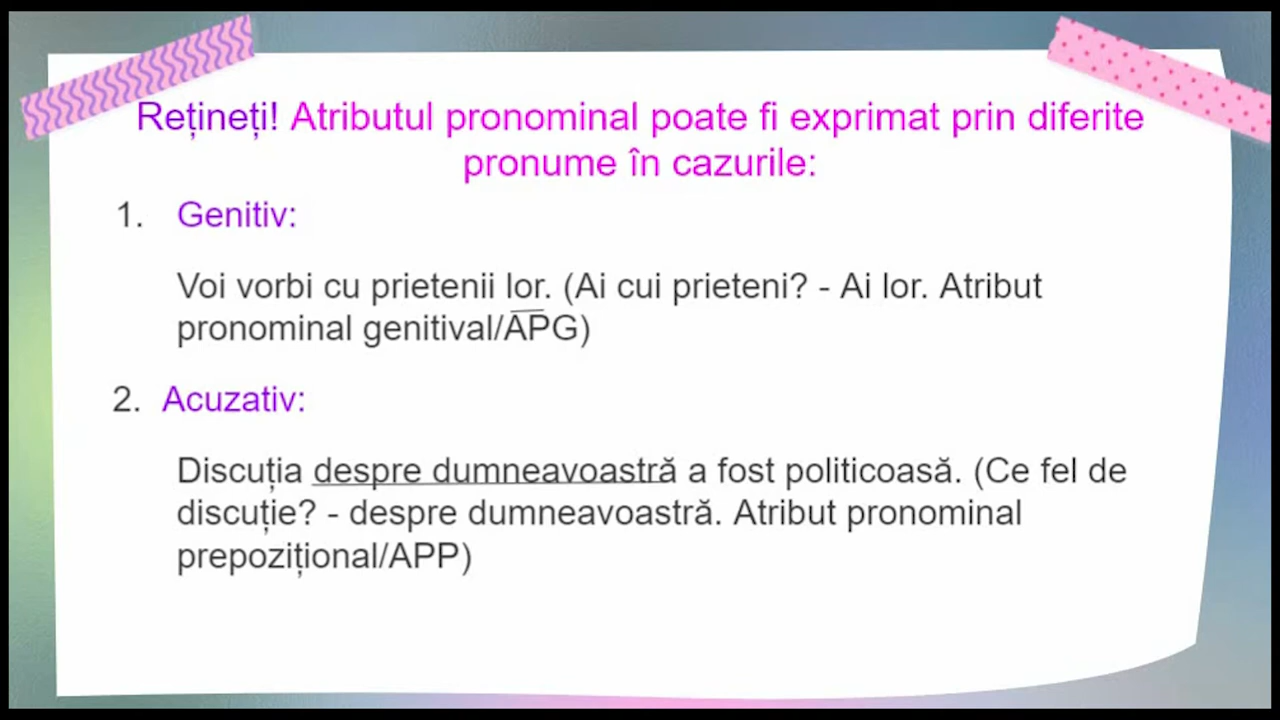 Rețineți! Atributul pronominal poate fi exprimat prin diferite
pronume în cazurile:
1. Genitiv:
Voi vorbi cu prietenii lor. (Ai cui prieteni? - Ai lor. Atribut
pronominal genitival/APG)
2. Acuzativ:
Discuția despre dumneavoastră a fost politicoasă. (Ce fel de
discuție? - despre dumneavoastră. Atribut pronominal
prepozițional/APP)